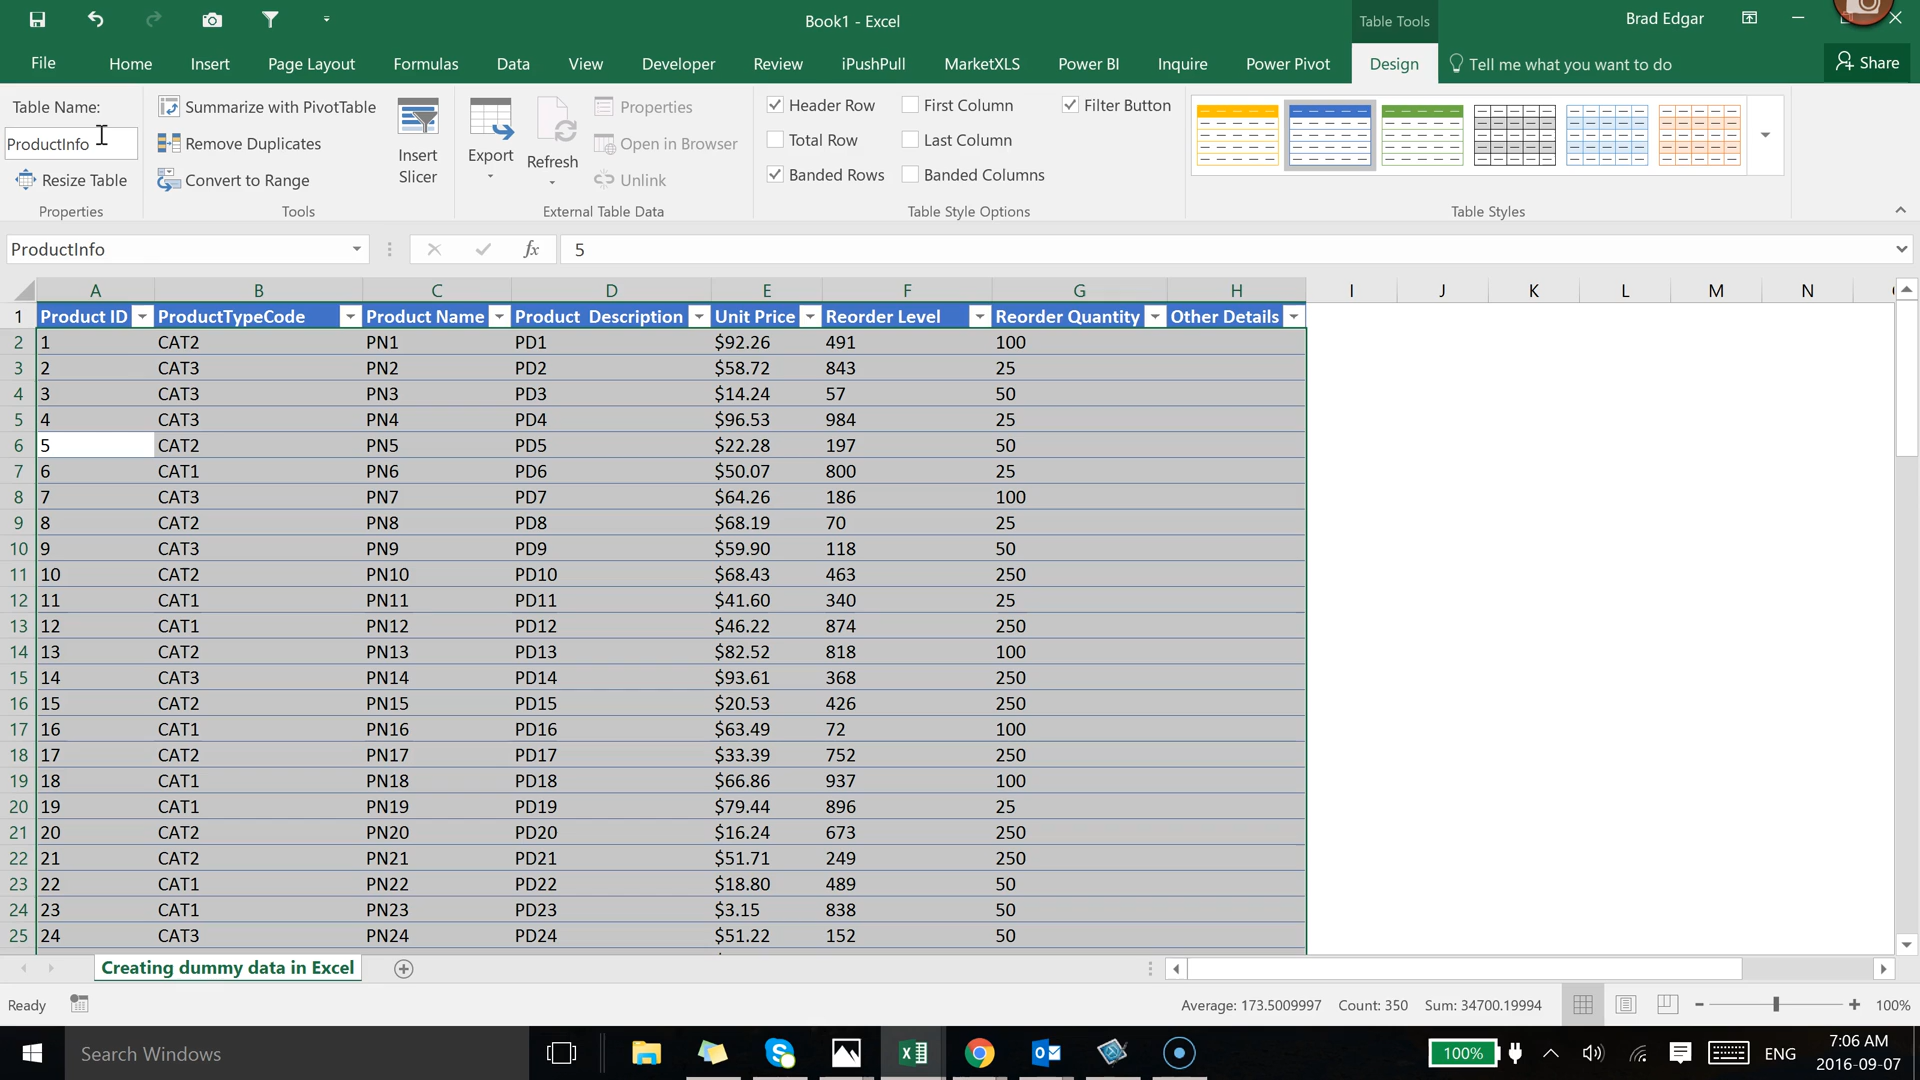 Book1 - Excel
Table Tools
Brad Edgar
File Home Insert Page Layout Formulas Data View Developer Review iPushPull MarketXLS Power BI Inquire Power Pivot Design Tell me what you want to do Share
Table Name:
ProductInfo
Resize Table
Properties
Summarize with PivotTable
Remove Duplicates
Convert to Range
Tools
Insert
Slicer
Export
Refresh
Properties
Open in Browser
Unlink
External Table Data
Header Row
Total Row
Banded Rows
First Column
Last Column
Banded Columns
Filter Button
Table Style Options
Table Styles
ProductInfo fx 5
A B C D E F G H I J K L M N
1 Product ID ProductTypeCode Product Name Product Description Unit Price Reorder Level Reorder Quantity Other Details
2 1 CAT2 PN1 PD1 $92.26 491 100
3 2 CAT3 PN2 PD2 $58.72 843 25
4 3 CAT3 PN3 PD3 $14.24 57 50
5 4 CAT3 PN4 PD4 $96.53 984 25
6 5 CAT2 PN5 PD5 $22.28 197 50
7 6 CAT1 PN6 PD6 $50.07 800 25
8 7 CAT3 PN7 PD7 $64.26 186 100
9 8 CAT2 PN8 PD8 $68.19 70 25
10 9 CAT3 PN9 PD9 $59.90 118 50
11 10 CAT2 PN10 PD10 $68.43 463 250
12 11 CAT1 PN11 PD11 $41.60 340 25
13 12 CAT1 PN12 PD12 $46.22 874 250
14 13 CAT2 PN13 PD13 $82.52 818 100
15 14 CAT3 PN14 PD14 $93.61 368 250
16 15 CAT2 PN15 PD15 $20.53 426 250
17 16 CAT1 PN16 PD16 $63.49 72 100
18 17 CAT2 PN17 PD17 $33.39 752 250
19 18 CAT1 PN18 PD18 $66.86 937 100
20 19 CAT1 PN19 PD19 $79.44 896 25
21 20 CAT2 PN20 PD20 $16.24 673 250
22 21 CAT2 PN21 PD21 $51.71 249 250
23 22 CAT1 PN22 PD22 $18.80 489 50
24 23 CAT1 PN23 PD23 $3.15 838 50
25 24 CAT3 PN24 PD24 $51.22 152 50
Creating dummy data in Excel
Ready Average: 173.5009997 Count: 350 Sum: 34700.19994 100%
Search Windows 100% ENG 7:06 AM
2016-09-07